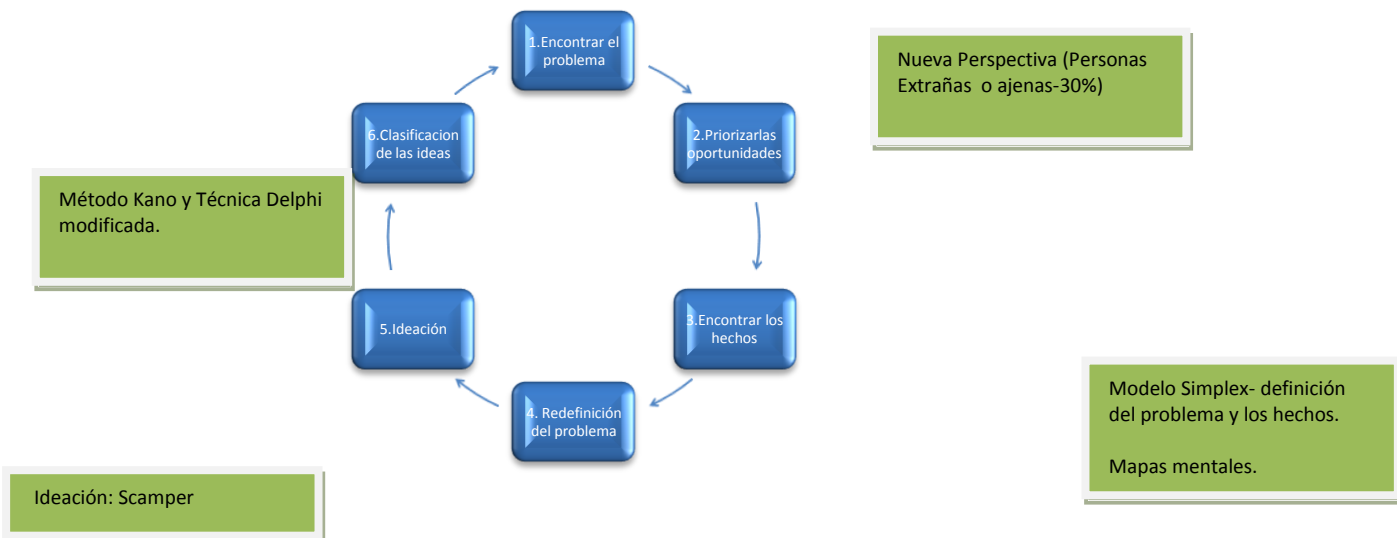 1.Encontrar el
problema
Nueva Perspectiva (Personas
Extrañas o ajenas-30%)
6.Clasificacion
de las ideas
2.Priorizarlas
oportunidades
Método Kano y Técnica Delphi
modificada.
5.Ideación
3.Encontrar los
hechos
4. Redefinición
del problema
Modelo Simplex- definición
del problema y los hechos.
Mapas mentales.
Ideación: Scamper